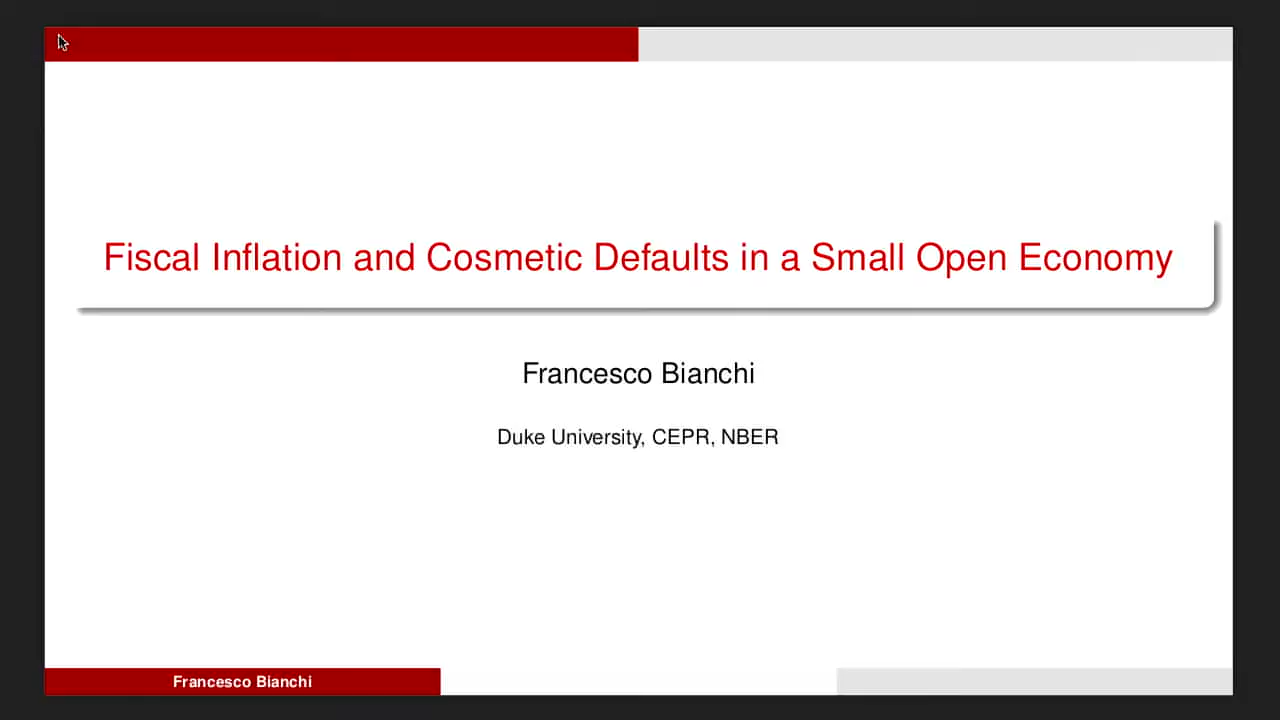 Fiscal Inflation and Cosmetic Defaults in a Small Open Economy
Francesco Bianchi
Duke University, CEPR, NBER
Francesco Bianchi